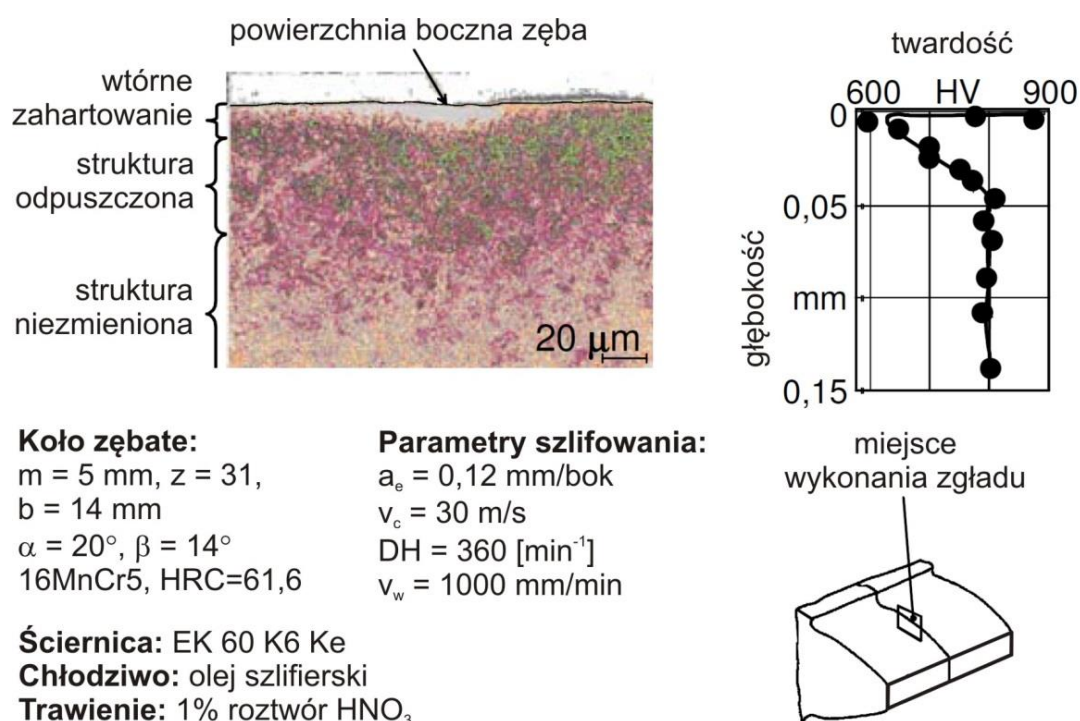 powierzchnia boczna zęba
wtórne
zahartowanie
struktura
odpuszczona
struktura
niezmieniona
20 μm
twardość
600 HV 900
0
0,05
mm
0,15
głębokość
Koło zębate:
m = 5 mm, z = 31,
b = 14 mm
α = 20°, β = 14°
16MnCr5, HRC=61,6
Parametry szlifowania:
aₑ = 0,12 mm/bok
v_c = 30 m/s
DH = 360 [min⁻¹]
v_w = 1000 mm/min
miejsce
wykonania zgładu
Ściernica: EK 60 K6 Ke
Chłodziwo: olej szlifierski
Trawienie: 1% roztwór HNO₃